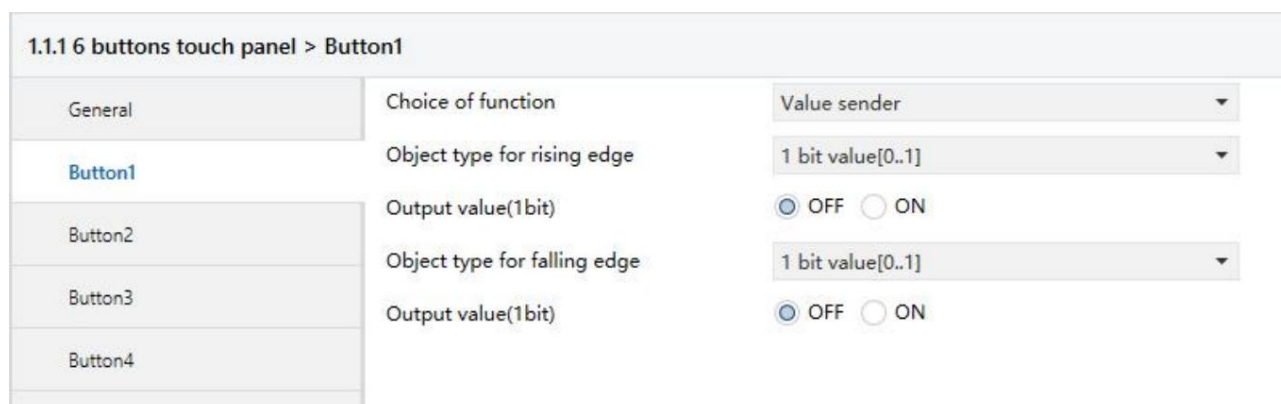 1.1.1 6 buttons touch panel > Button1
General
Choice of function
Value sender
Button1
Object type for rising edge
1 bit value[0..1]
Output value(1bit)
OFF ON
Button2
Object type for falling edge
1 bit value[0..1]
Button3
Output value(1bit)
OFF ON
Button4